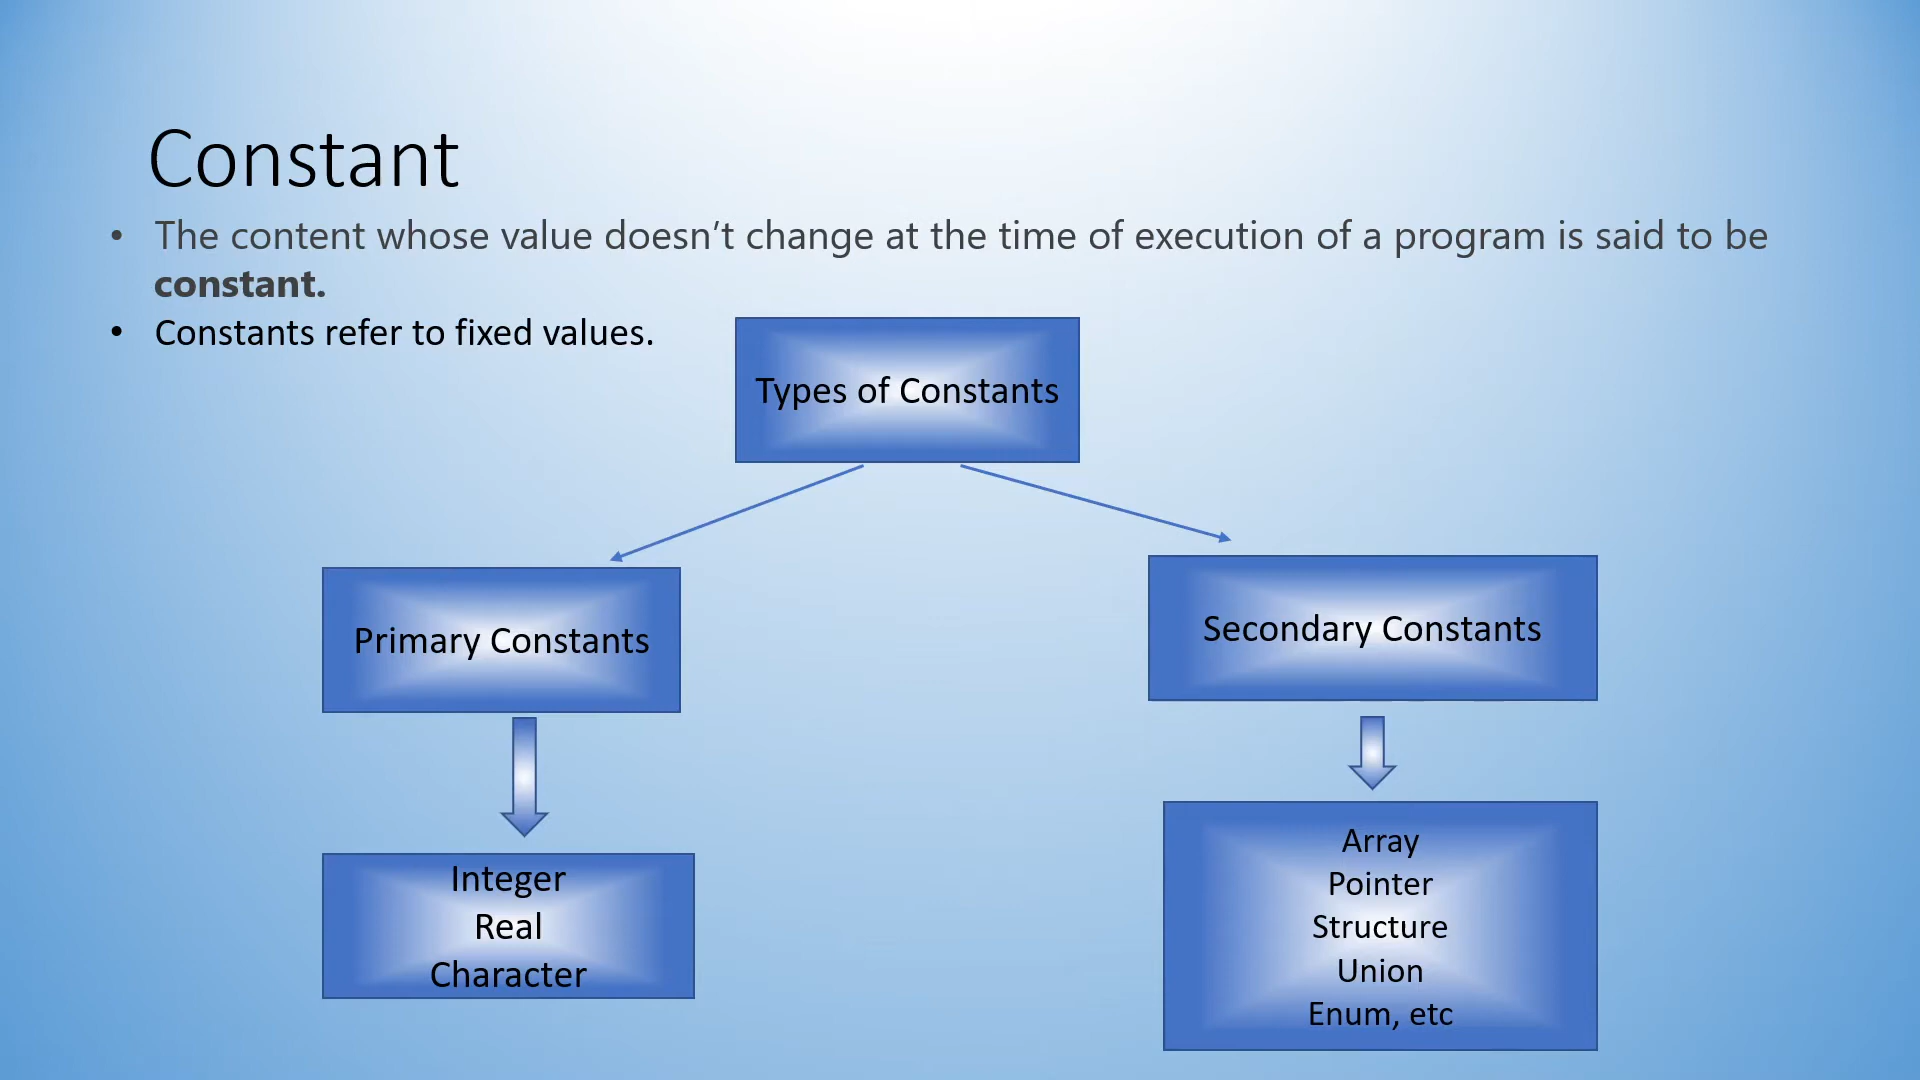 Constant
• The content whose value doesn’t change at the time of execution of a program is said to be
constant.
• Constants refer to fixed values.
Types of Constants
Primary Constants
Secondary Constants
Integer
Real
Character
Array
Pointer
Structure
Union
Enum, etc